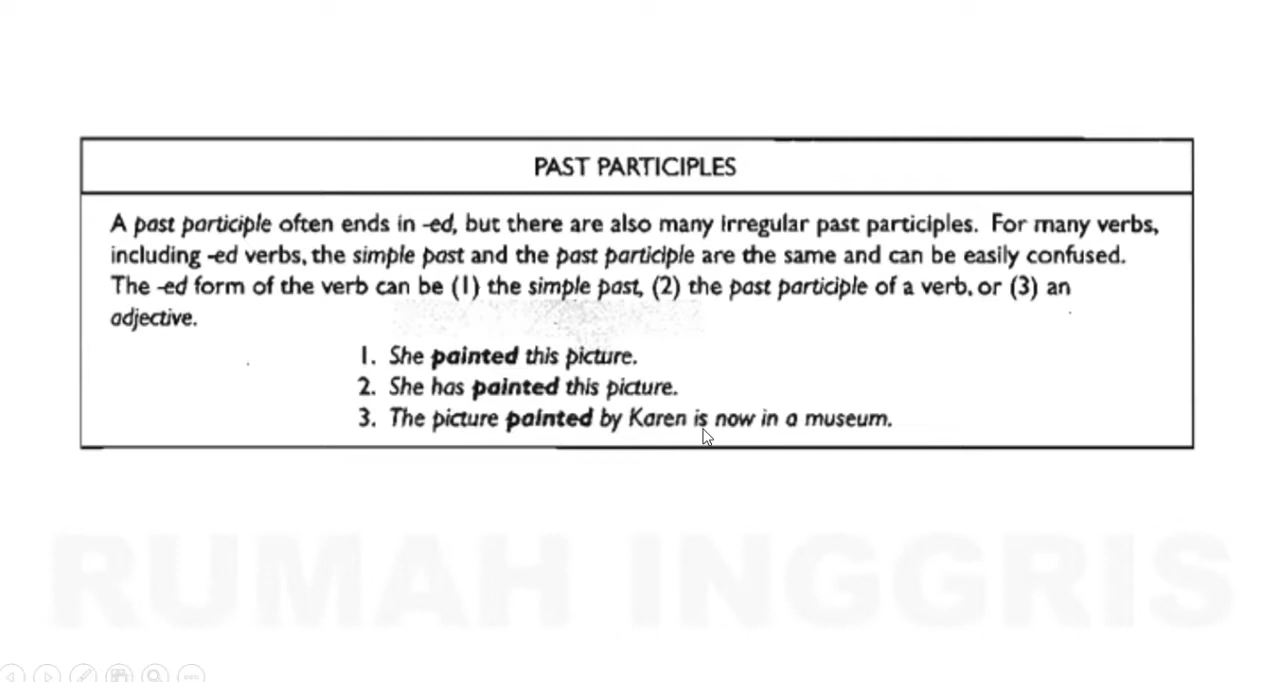 PAST PARTICIPLES
A past participle often ends in -ed, but there are also many irregular past participles. For many verbs,
including -ed verbs, the simple past and the past participle are the same and can be easily confused.
The -ed form of the verb can be (1) the simple past, (2) the past participle of a verb, or (3) an
adjective.
1. She painted this picture.
2. She has painted this picture.
3. The picture painted by Karen is now in a museum.
RUMAH INGGRIS